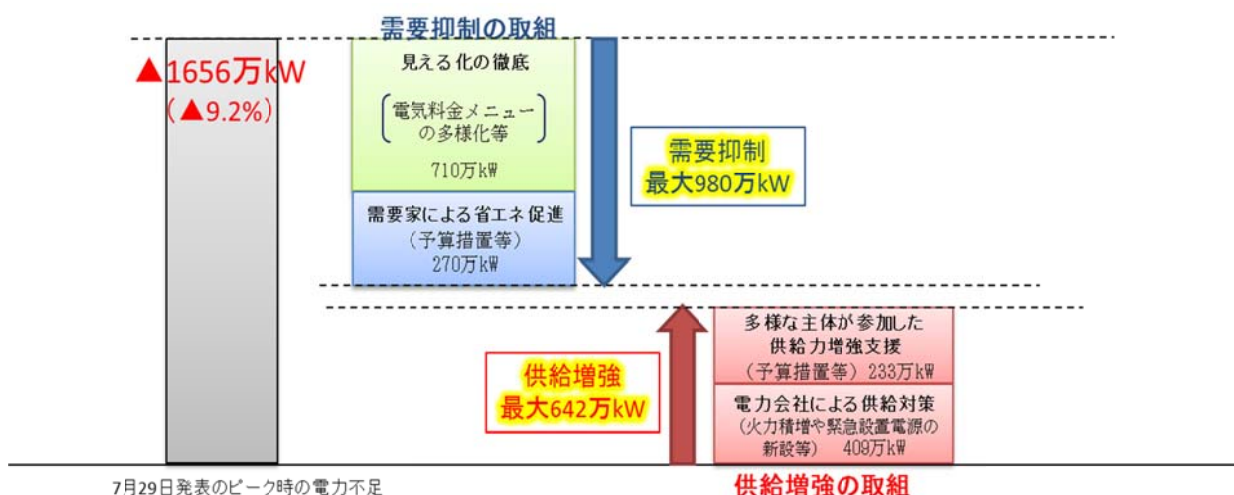 需要抑制の取組
▲1656万kW
(▲9.2%)
見える化の徹底
電気料金メニュー
の多様化等
710万kW
需要家による省エネ促進
(予算措置等)
270万kW
需要抑制
最大980万kW
供給増強
最大642万kW
多様な主体が参加した
供給力増強支援
(予算措置等) 233万kW
電力会社による供給対策
(火力積増や緊急設置電源の
新設等) 409万kW
7月29日発表のピーク時の電力不足
供給増強の取組